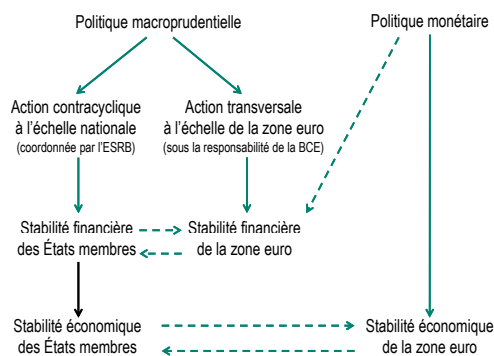 Politique macroprudentielle
Politique monétaire
Action contracyclique
à l'échelle nationale
(coordonnée par l'ESRB)
Action transversale
à l'échelle de la zone euro
(sous la responsabilité de la BCE)
Stabilité financière
des États membres
Stabilité financière
de la zone euro
Stabilité économique
des États membres
Stabilité économique
de la zone euro